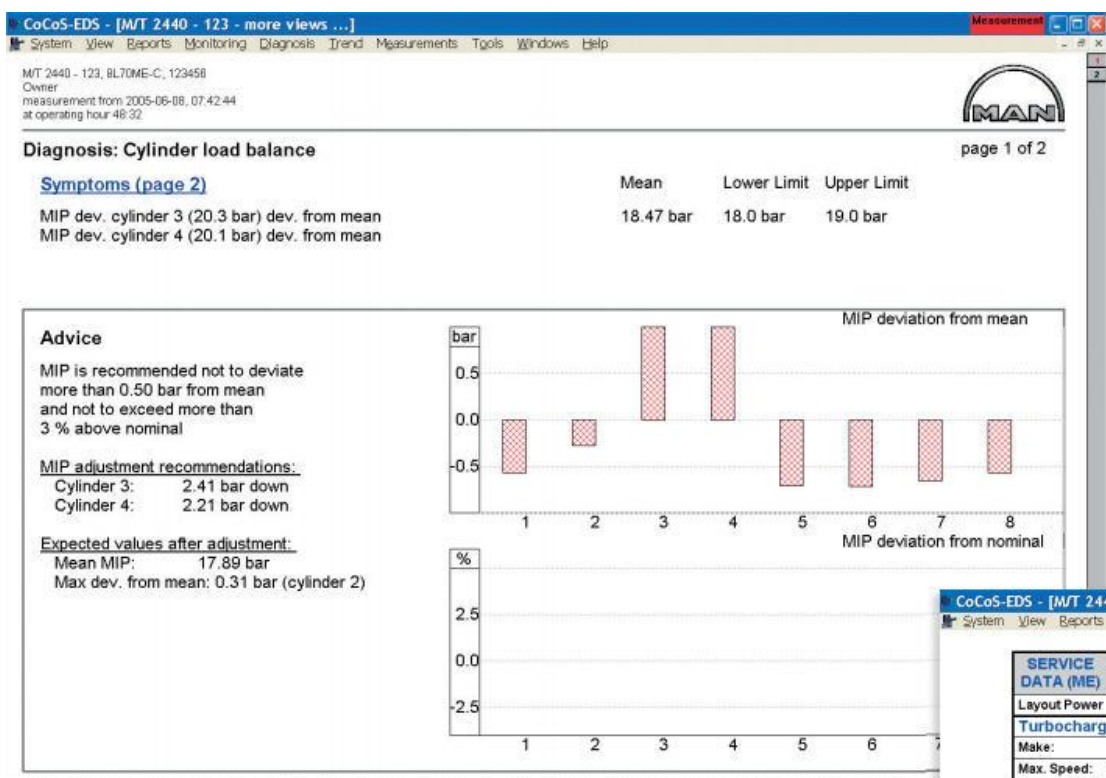 CoCoS-EDS - [M/T 2440 - 123 - more views ...]
Measurement
System View Reports Monitoring Diagnosis Trend Measurements Tools Windows Help
M/T 2440 - 123, 8L70ME-C, 123456
Owner
measurement from 2005-06-08, 07:42:44
at operating hour 48:32
MAN
1
2
Diagnosis: Cylinder load balance
page 1 of 2
Symptoms (page 2)
Mean Lower Limit Upper Limit
MIP dev. cylinder 3 (20.3 bar) dev. from mean 18.47 bar 18.0 bar 19.0 bar
MIP dev. cylinder 4 (20.1 bar) dev. from mean
Advice
MIP is recommended not to deviate
more than 0.50 bar from mean
and not to exceed more than
3 % above nominal
MIP adjustment recommendations:
Cylinder 3: 2.41 bar down
Cylinder 4: 2.21 bar down
Expected values after adjustment:
Mean MIP: 17.89 bar
Max dev. from mean: 0.31 bar (cylinder 2)
MIP deviation from mean
bar
0.5
0.0
-0.5
1 2 3 4 5 6 7 8
MIP deviation from nominal
%
2.5
0.0
-2.5
1 2 3 4 5 6
CoCoS-EDS - [M/T 24
System View Reports
SERVICE
DATA (ME)
Layout Power
Turbocharg
Make:
Max. Speed: